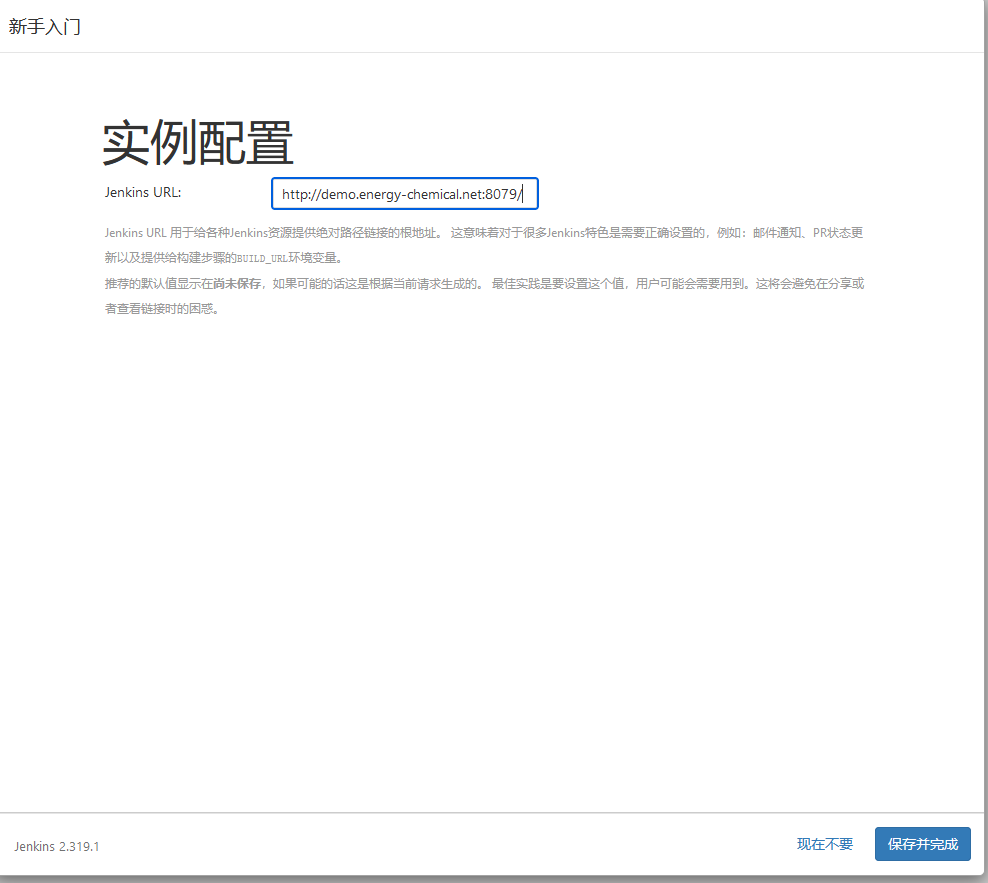 新手入门
实例配置
Jenkins URL:
http://demo.energy-chemical.net:8079/
Jenkins URL 用于给各种Jenkins资源提供绝对路径链接的根地址。 这意味着对于很多Jenkins特色是需要正确设置的，例如：邮件通知、PR状态更
新以及提供给构建步骤的BUILD_URL环境变量。
推荐的默认值显示在尚未保存，如果可能的话这是根据当前请求生成的。 最佳实践是要设置这个值，用户可能会需要用到。这将会避免在分享或
者查看链接时的困惑。
Jenkins 2.319.1
现在不要
保存并完成